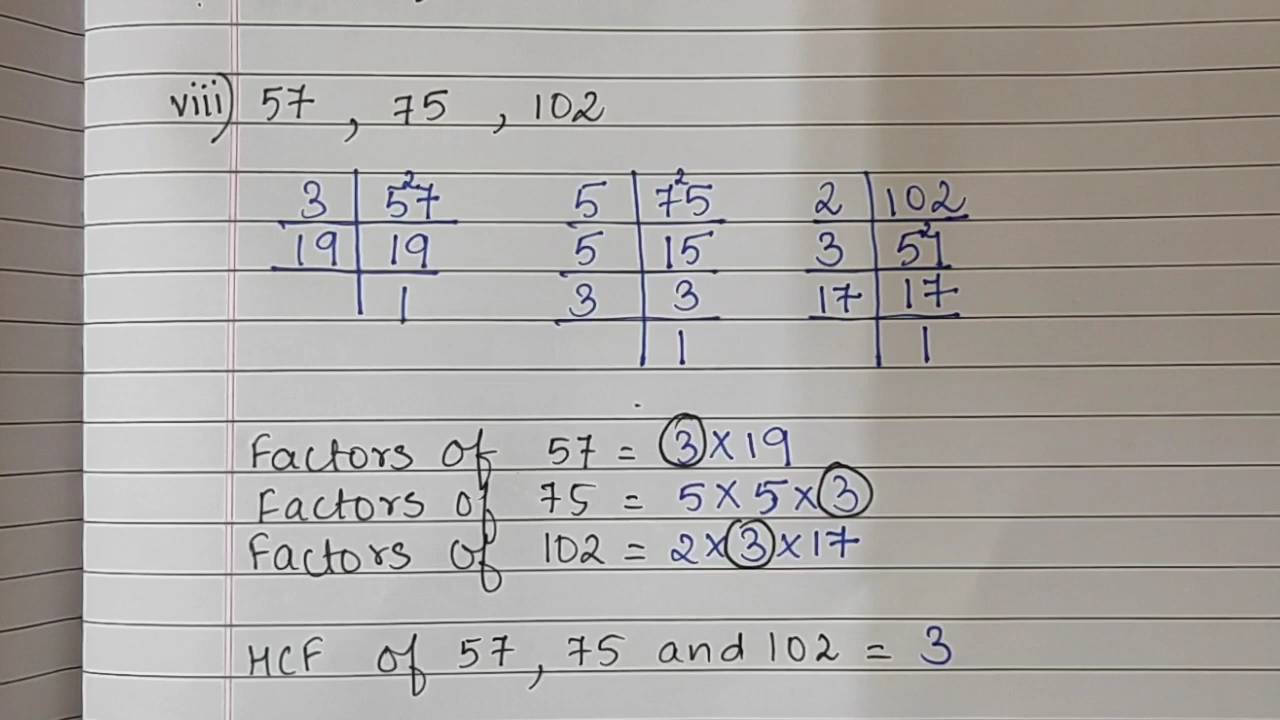 viii) 57 , 75 , 102
3 | 57 5 | 75 2 | 102
19 | 19 5 | 15 3 | 51
| 1 3 | 3 17 | 17
| 1 | 1
Factors of 57 = 3 × 19
Factors of 75 = 5 × 5 × 3
Factors of 102 = 2 × 3 × 17
HCF of 57, 75 and 102 = 3